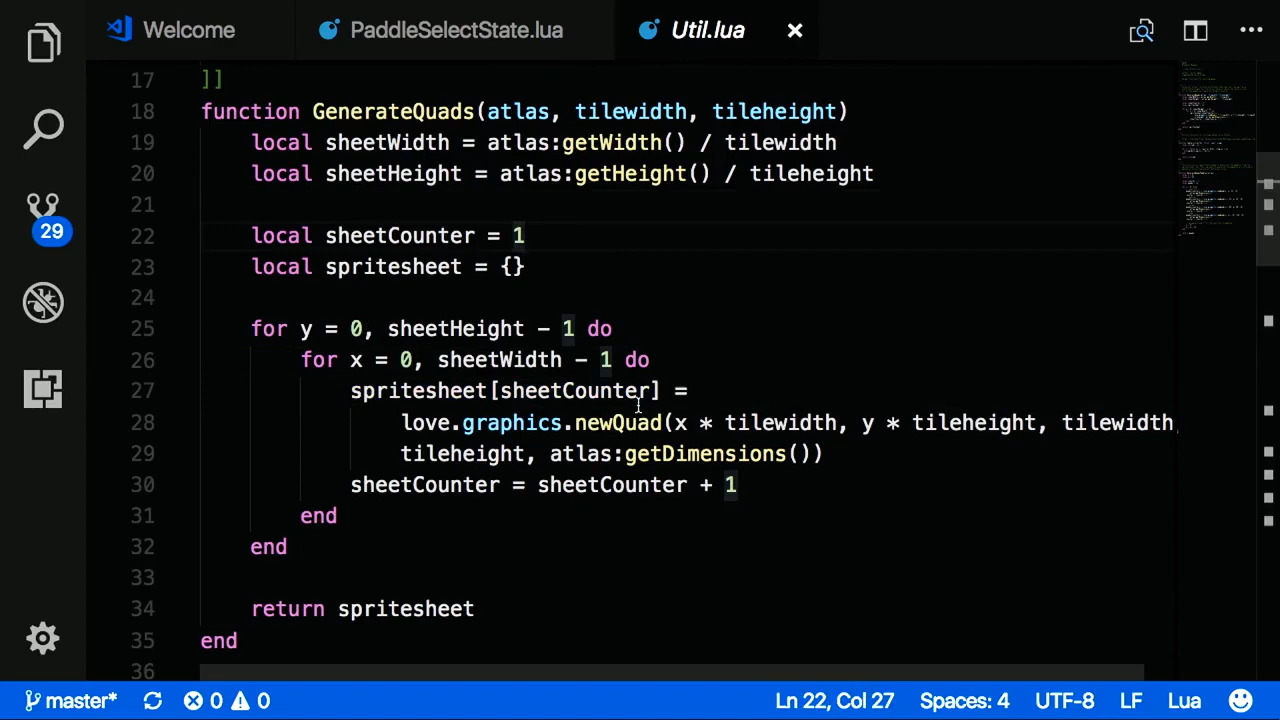 Welcome PaddleSelectState.lua Util.lua
17 ]]
18 function GenerateQuads(atlas, tilewidth, tileheight)
19 local sheetWidth = atlas:getWidth() / tilewidth
20 local sheetHeight = atlas:getHeight() / tileheight
21
22 local sheetCounter = 1
23 local spritesheet = {}
24
25 for y = 0, sheetHeight - 1 do
26 for x = 0, sheetWidth - 1 do
27 spritesheet[sheetCounter] =
28 love.graphics.newQuad(x * tilewidth, y * tileheight, tilewidth,
29 tileheight, atlas:getDimensions())
30 sheetCounter = sheetCounter + 1
31 end
32 end
33
34 return spritesheet
35 end
36
29
master* 0 0 Ln 22, Col 27 Spaces: 4 UTF-8 LF Lua